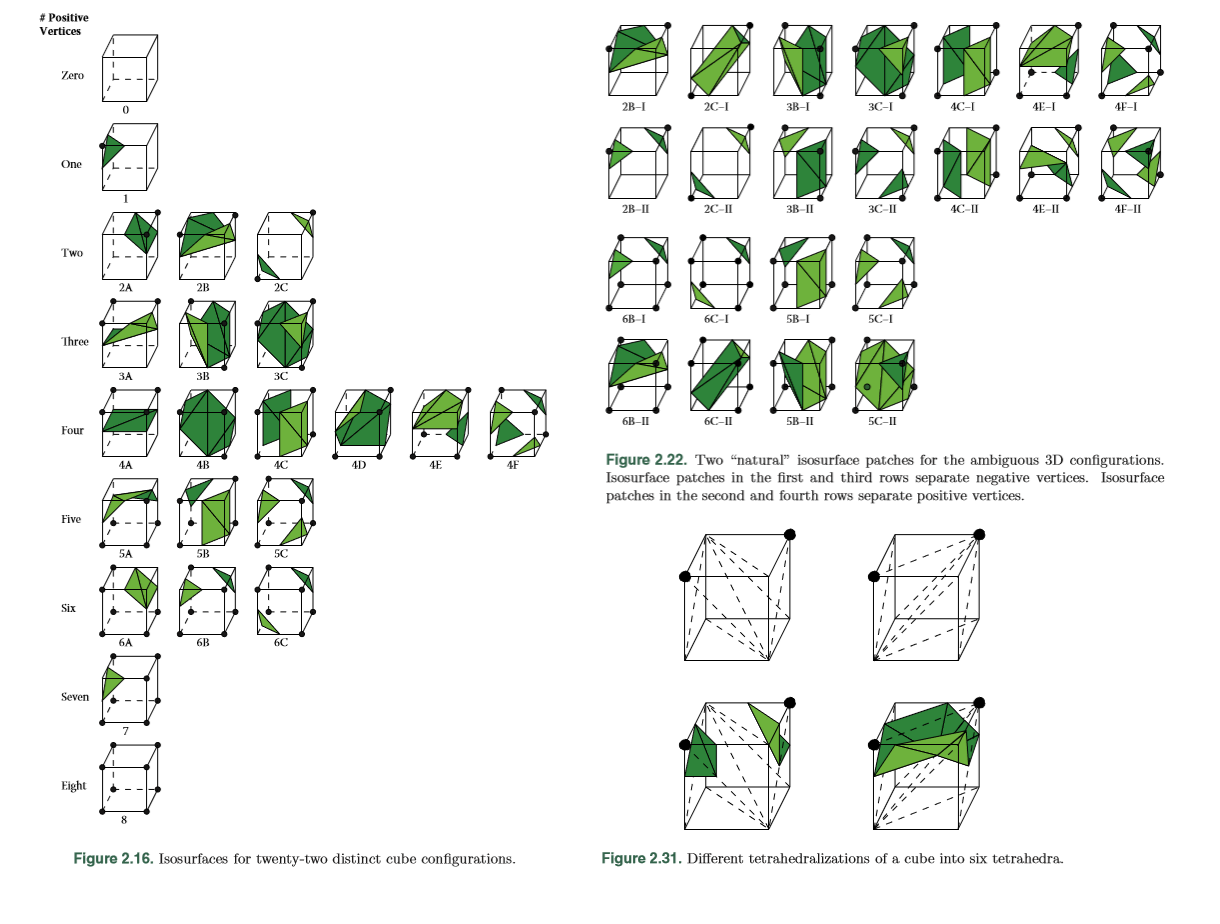 # Positive
Vertices
Zero
0
One
1
Two
2A 2B 2C
Three
3A 3B 3C
Four
4A 4B 4C 4D 4E 4F
Five
5A 5B 5C
Six
6A 6B 6C
Seven
7
Eight
8
Figure 2.16. Isosurfaces for twenty-two distinct cube configurations.
2B–I 2C–I 3B–I 3C–I 4C–I 4E–I 4F–I
2B–II 2C–II 3B–II 3C–II 4C–II 4E–II 4F–II
6B–I 6C–I 5B–I 5C–I
6B–II 6C–II 5B–II 5C–II
Figure 2.22. Two “natural” isosurface patches for the ambiguous 3D configurations.
Isosurface patches in the first and third rows separate negative vertices. Isosurface
patches in the second and fourth rows separate positive vertices.
Figure 2.31. Different tetrahedralizations of a cube into six tetrahedra.